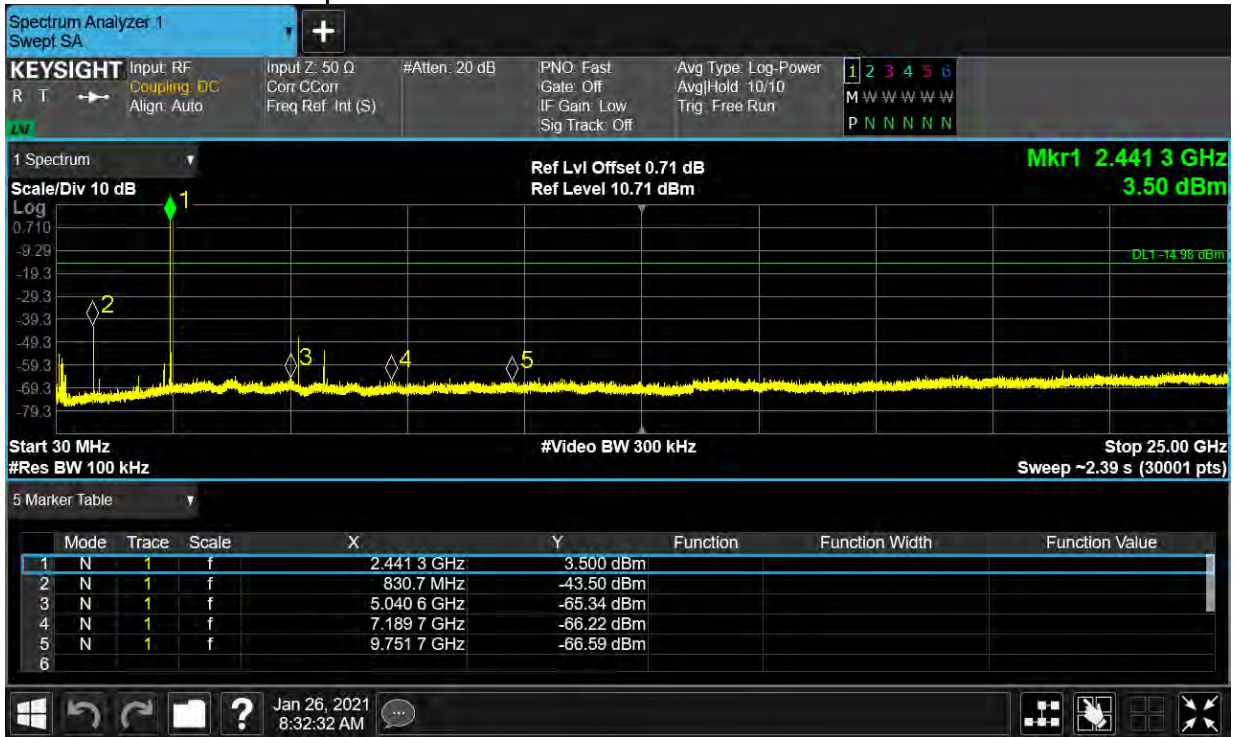 Spectrum Analyzer 1
Swept SA
+
KEYSIGHT Input: RF Input Z: 50 Ω #Atten: 20 dB PNO: Fast Avg Type: Log-Power 1 2 3 4 5 6
R T Coupling: DC Corr CCorr Gate: Off Avg|Hold: 10/10 M W W W W W W
Align: Auto Freq Ref: Int (S) IF Gain: Low Trig: Free Run P N N N N N N
Sig Track: Off
1 Spectrum Ref Lvl Offset 0.71 dB Mkr1 2.441 3 GHz
Scale/Div 10 dB Ref Level 10.71 dBm 3.50 dBm
Log 1
0.710
-9.29 DL1 -14.98 dBm
-19.3
-29.3 2
-39.3
-49.3
-59.3 3 4 5
-69.3
-79.3
Start 30 MHz #Video BW 300 kHz Stop 25.00 GHz
#Res BW 100 kHz Sweep ~2.39 s (30001 pts)
5 Marker Table
Mode Trace Scale X Y Function Function Width Function Value
1 N 1 f 2.441 3 GHz 3.500 dBm
2 N 1 f 830.7 MHz -43.50 dBm
3 N 1 f 5.040 6 GHz -65.34 dBm
4 N 1 f 7.189 7 GHz -66.22 dBm
5 N 1 f 9.751 7 GHz -66.59 dBm
6
? Jan 26, 2021
8:32:32 AM